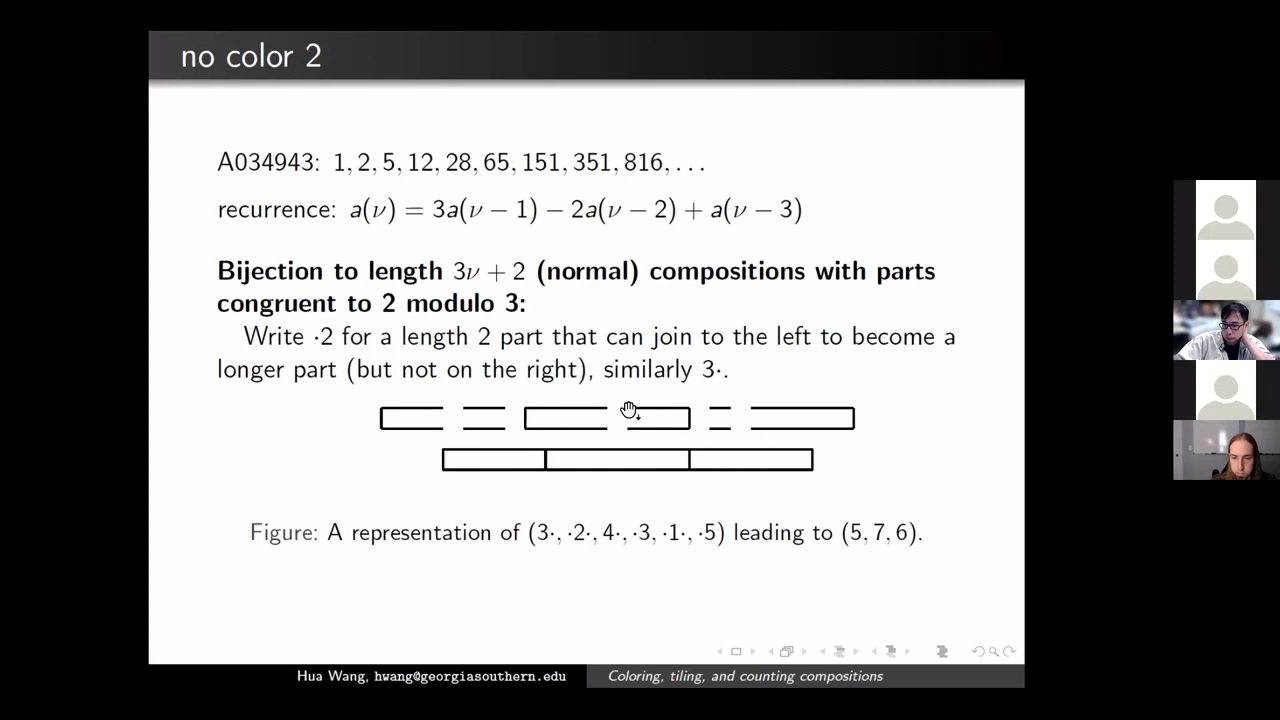 no color 2
A034943: 1, 2, 5, 12, 28, 65, 151, 351, 816, . . .
recurrence: a(ν) = 3a(ν − 1) − 2a(ν − 2) + a(ν − 3)
Bijection to length 3ν + 2 (normal) compositions with parts
congruent to 2 modulo 3:
Write ·2 for a length 2 part that can join to the left to become a
longer part (but not on the right), similarly 3·.
Figure: A representation of (3·, ·2·, 4·, ·3, ·1·, ·5) leading to (5, 7, 6).
Hua Wang, hwang@georgiasouthern.edu
Coloring, tiling, and counting compositions